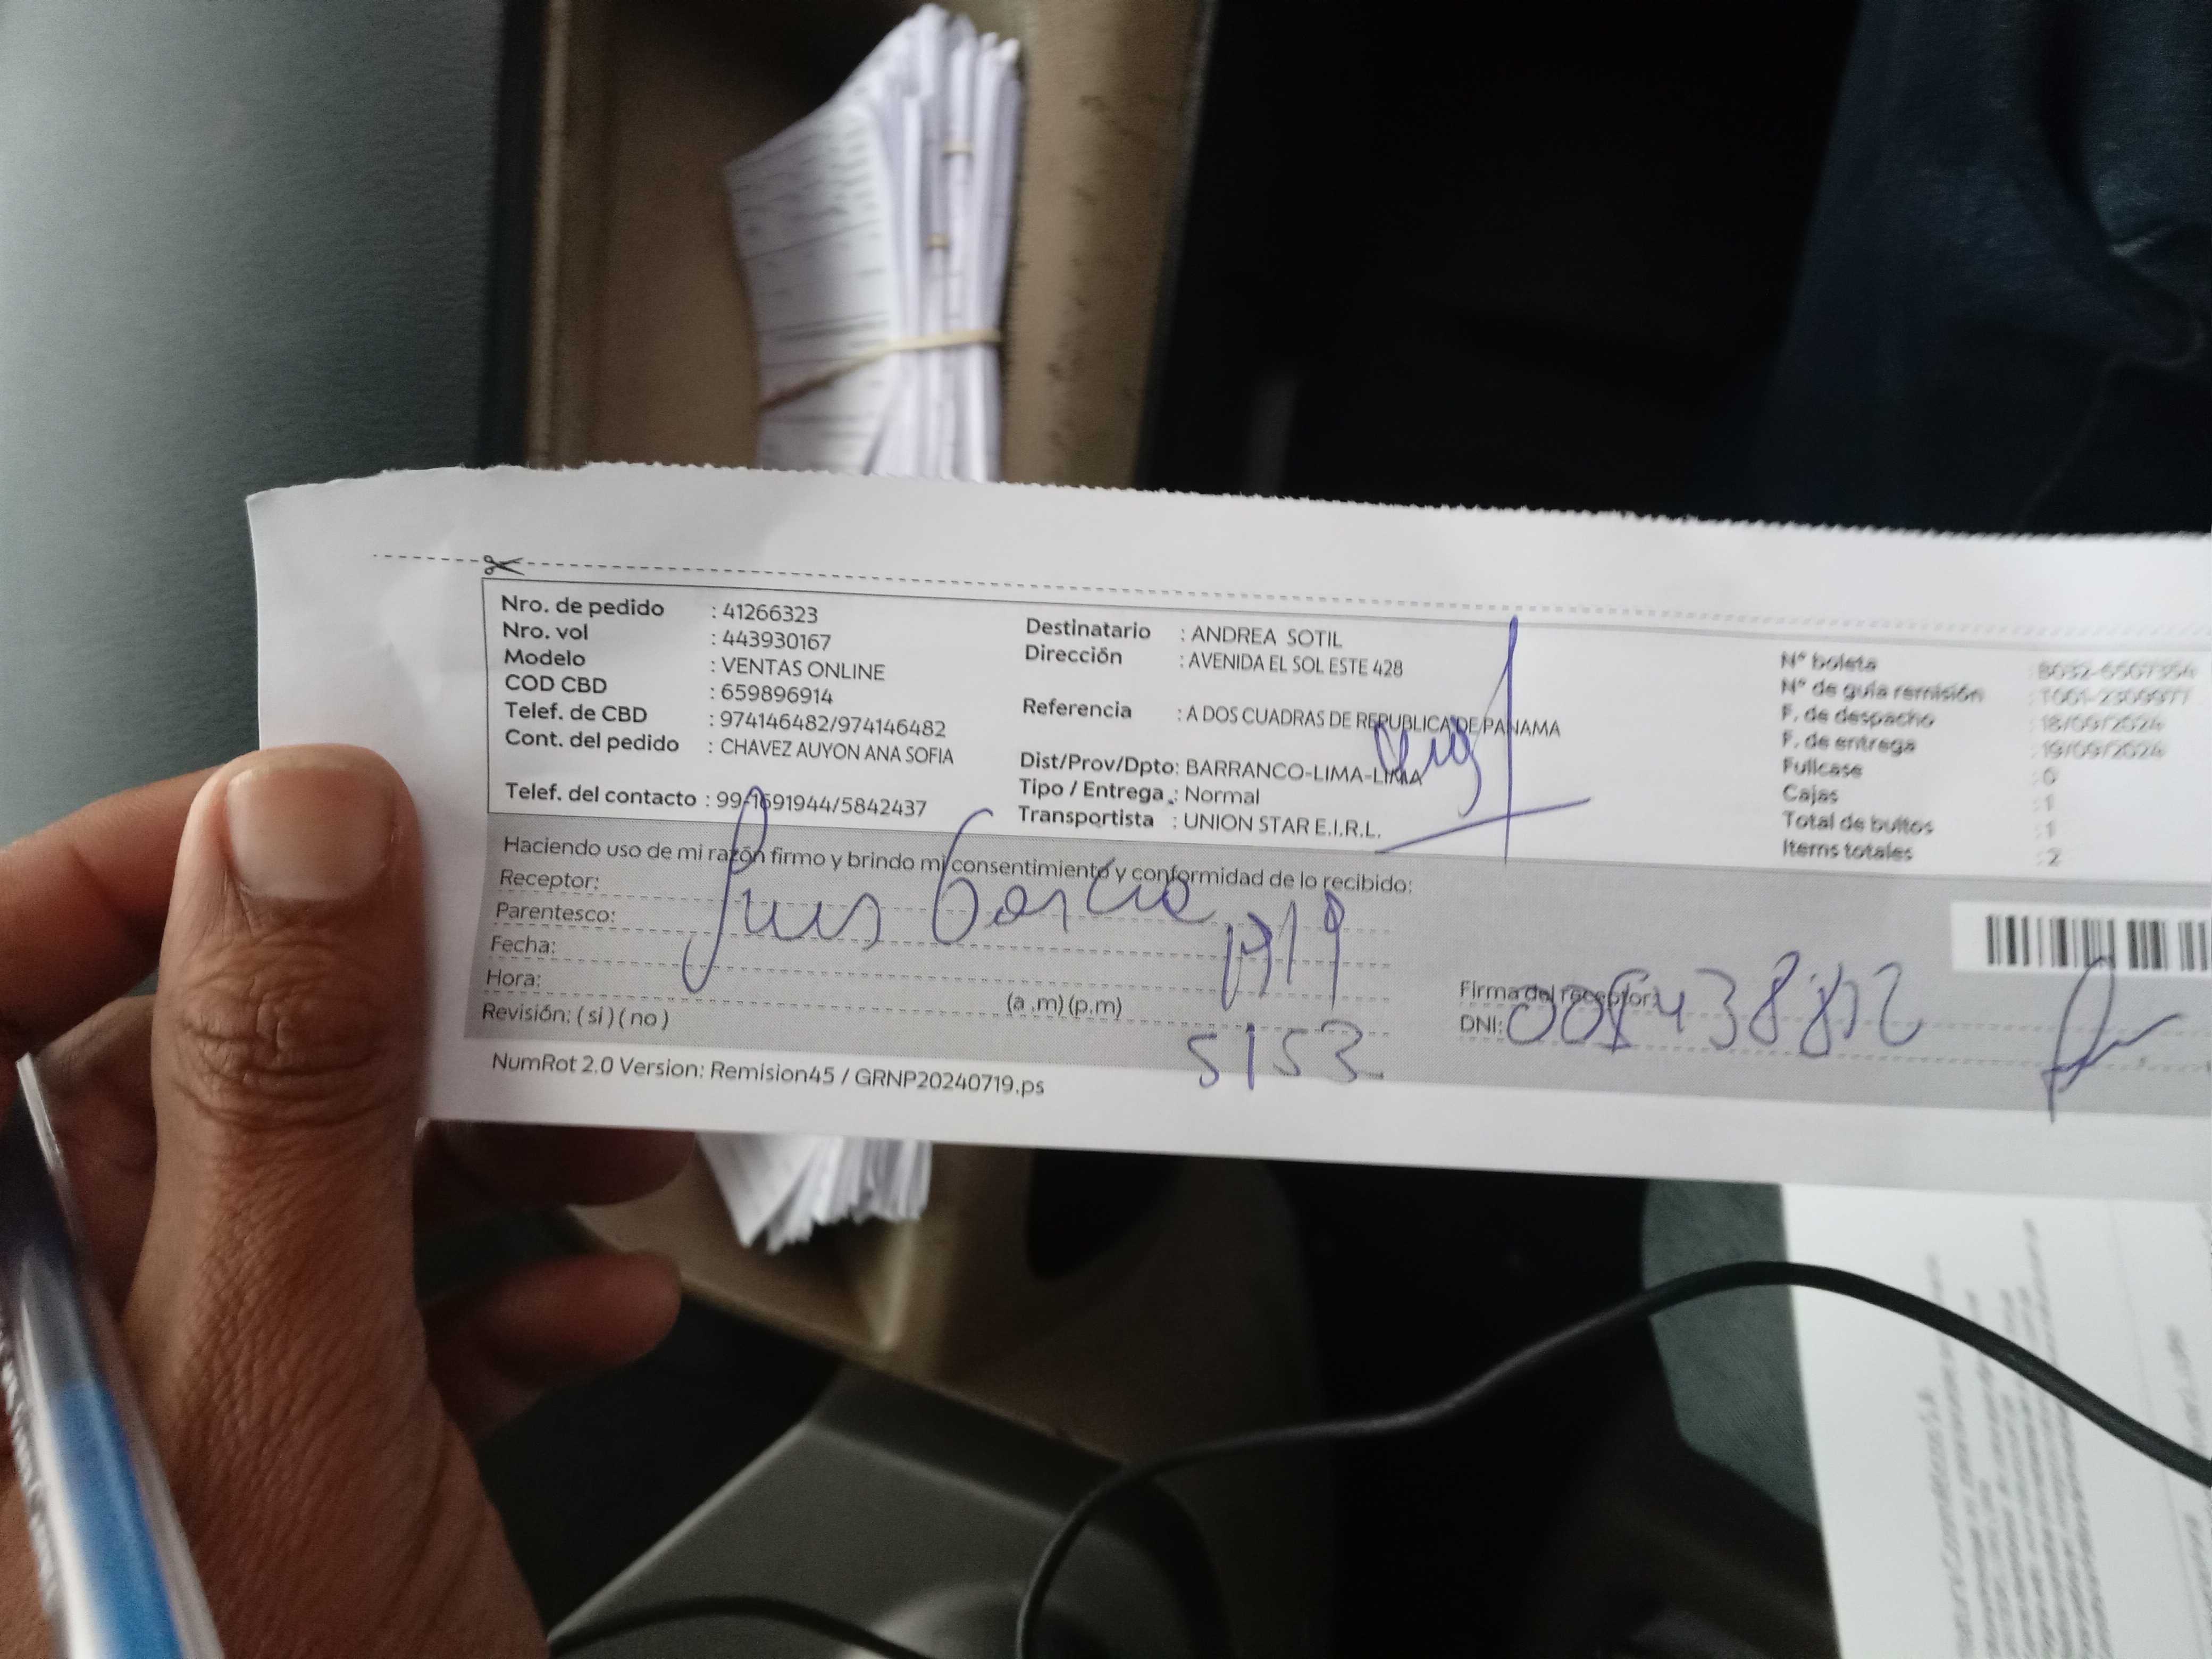 Nro. de pedido : 41266323
Nro. vol : 443930167
Modelo : VENTAS ONLINE
COD CBD : 659896914
Telef. de CBD : 974146482/974146482
Cont. del pedido : CHAVEZ AUYON ANA SOFIA
Telef. del contacto : 99-1691944/5842437
Destinatario : ANDREA SOTIL
Dirección : AVENIDA EL SOL ESTE 428
Referencia : A DOS CUADRAS DE REPUBLICA DE PANAMA
Dist/Prov/Dpto: BARRANCO-LIMA-LIMA
Tipo / Entrega : Normal
Transportista : UNION STAR E.I.R.L.
N° boleta
N° de guía remisión
F. de despacho : 18/09/2024
F. de entrega : 19/09/2024
Fullcase : 0
Cajas : 1
Total de bultos : 1
Items totales : 2
Haciendo uso de mi razón firmo y brindo mi consentimiento y conformidad de lo recibido:
Receptor: Luis Garcia
Parentesco:
Fecha:
Hora: (a .m) (p.m)
Revisión: ( si ) ( no )
5153
Firma del receptor:
DNI:
NumRot 2.0 Version: Remision45 / GRNP20240719.ps